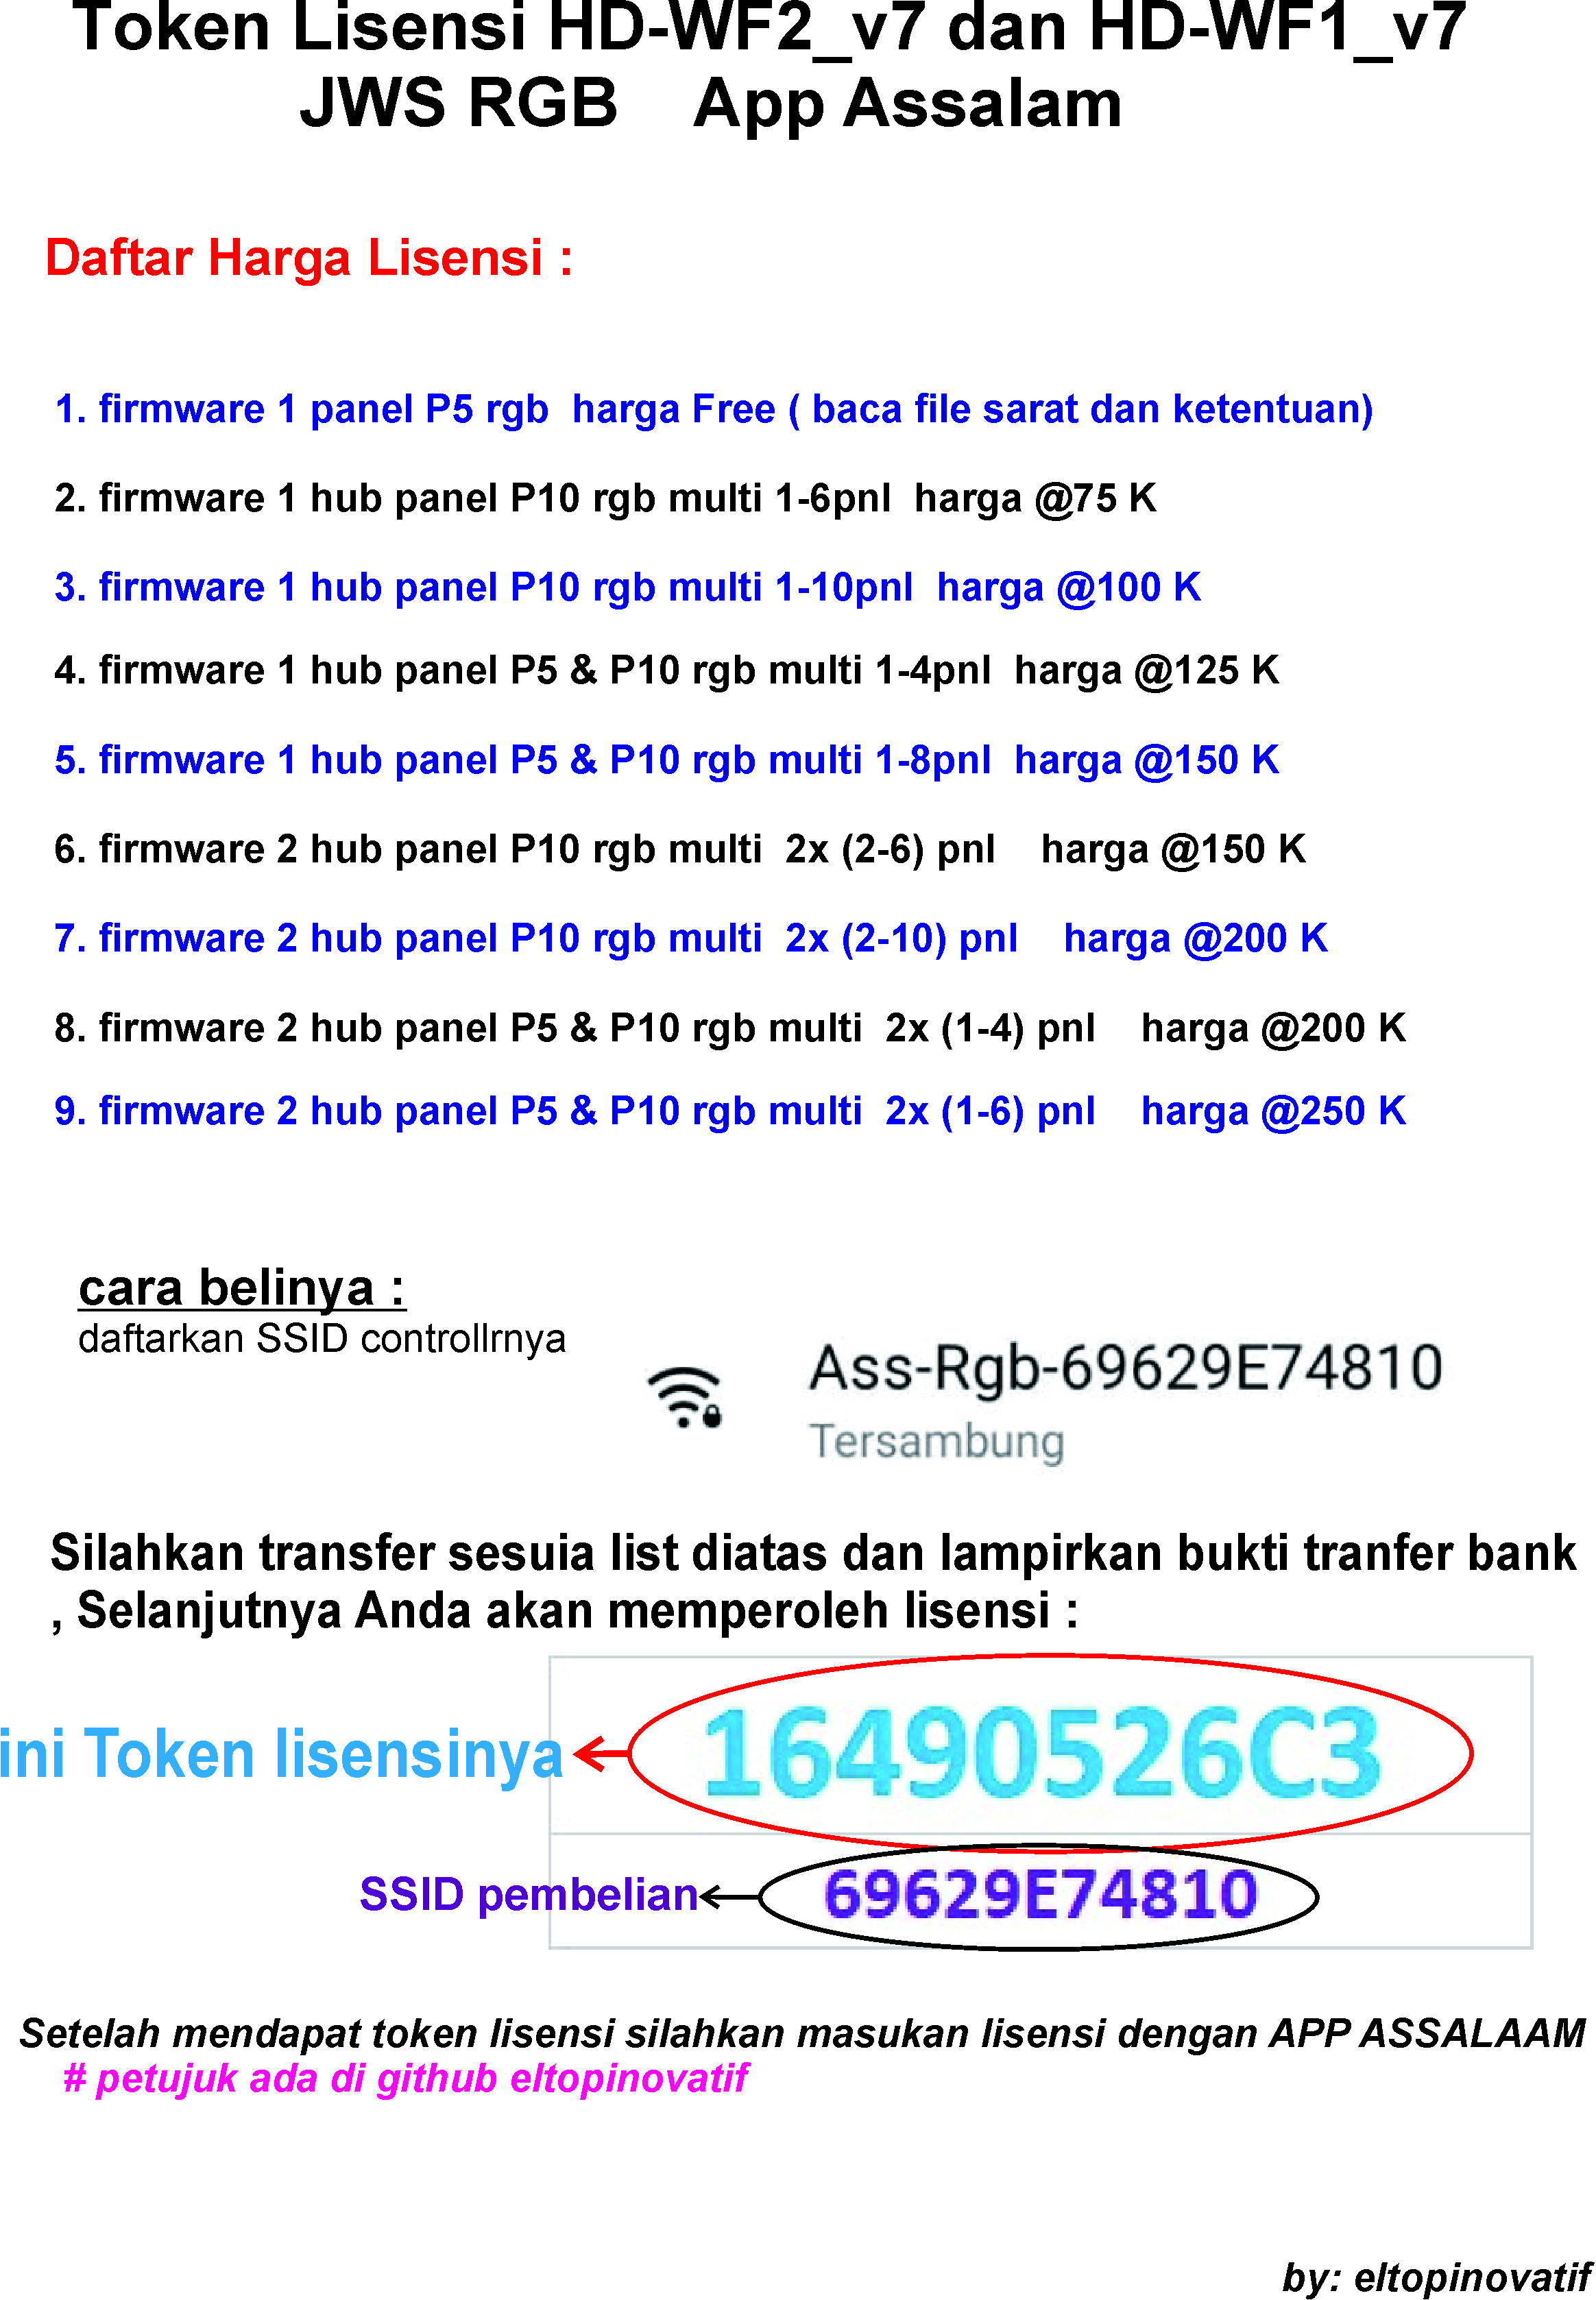 Token Lisensi HD-WF2_v7 dan HD-WF1_v7
JWS RGB App Assalam
Daftar Harga Lisensi :
1. firmware 1 panel P5 rgb harga Free ( baca file sarat dan ketentuan)
2. firmware 1 hub panel P10 rgb multi 1-6pnl harga @75 K
3. firmware 1 hub panel P10 rgb multi 1-10pnl harga @100 K
4. firmware 1 hub panel P5 & P10 rgb multi 1-4pnl harga @125 K
5. firmware 1 hub panel P5 & P10 rgb multi 1-8pnl harga @150 K
6. firmware 2 hub panel P10 rgb multi 2x (2-6) pnl harga @150 K
7. firmware 2 hub panel P10 rgb multi 2x (2-10) pnl harga @200 K
8. firmware 2 hub panel P5 & P10 rgb multi 2x (1-4) pnl harga @200 K
9. firmware 2 hub panel P5 & P10 rgb multi 2x (1-6) pnl harga @250 K
cara belinya :
daftarkan SSID controllrnya
Ass-Rgb-69629E74810
Tersambung
Silahkan transfer sesuia list diatas dan lampirkan bukti tranfer bank
, Selanjutnya Anda akan memperoleh lisensi :
ini Token lisensinya 16490526C3
SSID pembelian 69629E74810
Setelah mendapat token lisensi silahkan masukan lisensi dengan APP ASSALAAM
# petujuk ada di github eltopinovatif
by: eltopinovatif